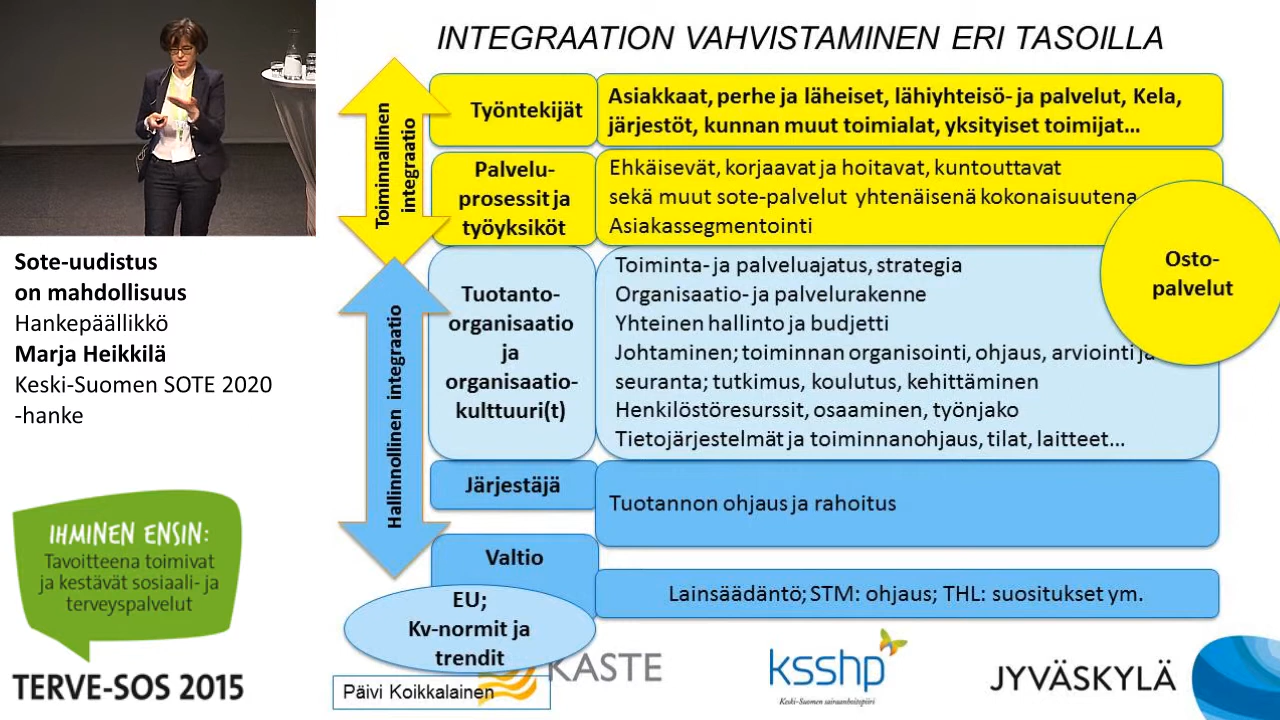 INTEGRAATION VAHVISTAMINEN ERI TASOILLA
Toiminnallinen
integraatio
Työntekijät
Asiakkaat, perhe ja läheiset, lähiyhteisö- ja palvelut, Kela,
järjestöt, kunnan muut toimialat, yksityiset toimijat...
Palvelu-
prosessit ja
työyksiköt
Ehkäisevät, korjaavat ja hoitavat, kuntouttavat
sekä muut sote-palvelut yhtenäisenä kokonaisuutena
Asiakassegmentointi
Osto-
palvelut
Hallinnollinen integraatio
Tuotanto-
organisaatio
ja
organisaatio-
kulttuuri(t)
Toiminta- ja palveluajatus, strategia
Organisaatio- ja palvelurakenne
Yhteinen hallinto ja budjetti
Johtaminen; toiminnan organisointi, ohjaus, arviointi ja
seuranta; tutkimus, koulutus, kehittäminen
Henkilöstöresurssit, osaaminen, työnjako
Tietojärjestelmät ja toiminnanohjaus, tilat, laitteet...
Järjestäjä
Tuotannon ohjaus ja rahoitus
Valtio
Lainsäädäntö; STM: ohjaus; THL: suositukset ym.
EU;
Kv-normit ja
trendit
Päivi Koikkalainen
KASTE
ksshp
Keski-Suomen sairaanhoitopiiri
JYVÄSKYLÄ
Sote-uudistus
on mahdollisuus
Hankepäällikkö
Marja Heikkilä
Keski-Suomen SOTE 2020
-hanke
IHMINEN ENSIN:
Tavoitteena toimivat
ja kestävät sosiaali- ja
terveyspalvelut
TERVE-SOS 2015